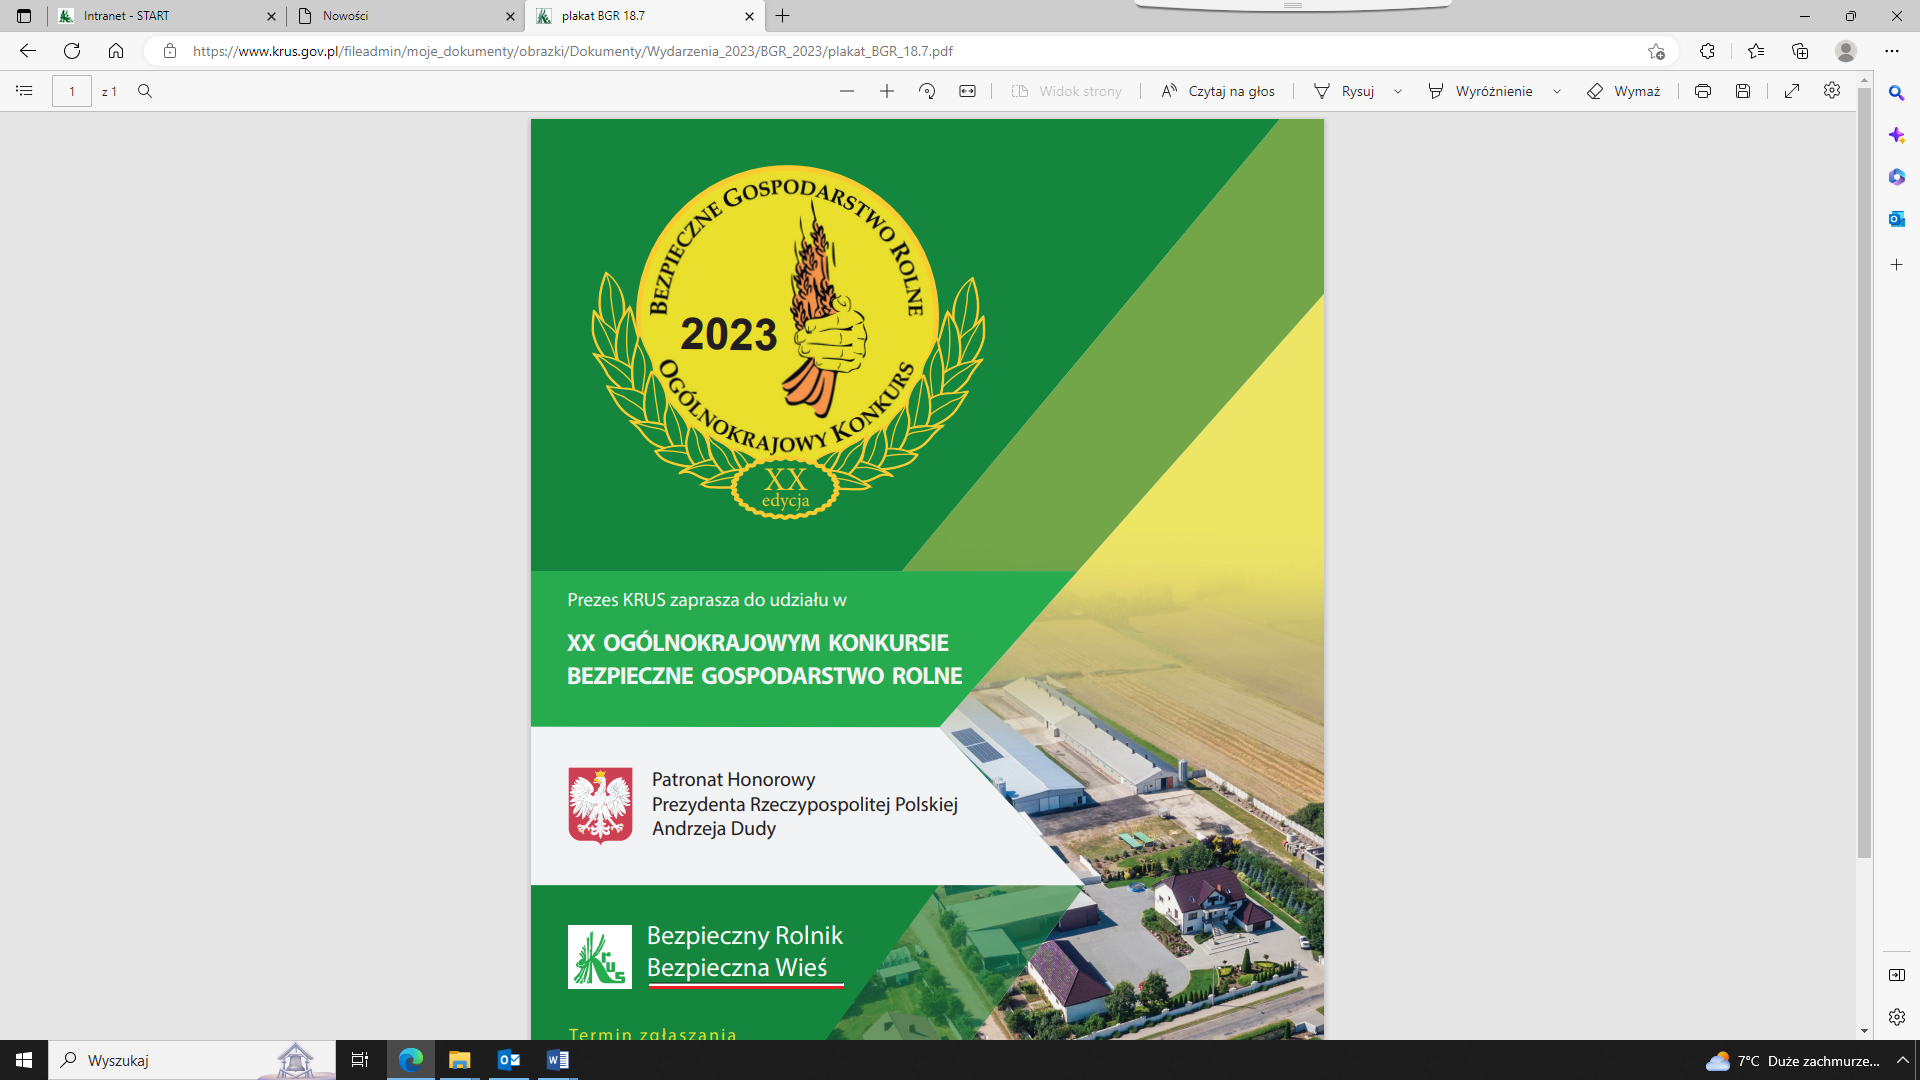 Intranet - START
Nowości
plakat BGR 18.7
https://www.krus.gov.pl/fileadmin/moje_dokumenty/obrazki/Dokumenty/Wydarzenia_2023/BGR_2023/plakat_BGR_18.7.pdf
1 z 1
Widok strony
Czytaj na głos
Rysuj
Wyróżnienie
Wymaż
BEZPIECZNE GOSPODARSTWO ROLNE
2023
OGÓLNOKRAJOWY KONKURS
XX
edycja
Prezes KRUS zaprasza do udziału w
XX OGÓLNOKRAJOWYM KONKURSIE
BEZPIECZNE GOSPODARSTWO ROLNE
Patronat Honorowy
Prezydenta Rzeczypospolitej Polskiej
Andrzeja Dudy
Krus
Bezpieczny Rolnik
Bezpieczna Wieś
Termin zgłaszania
Wyszukaj
7°C Duże zachmurze...